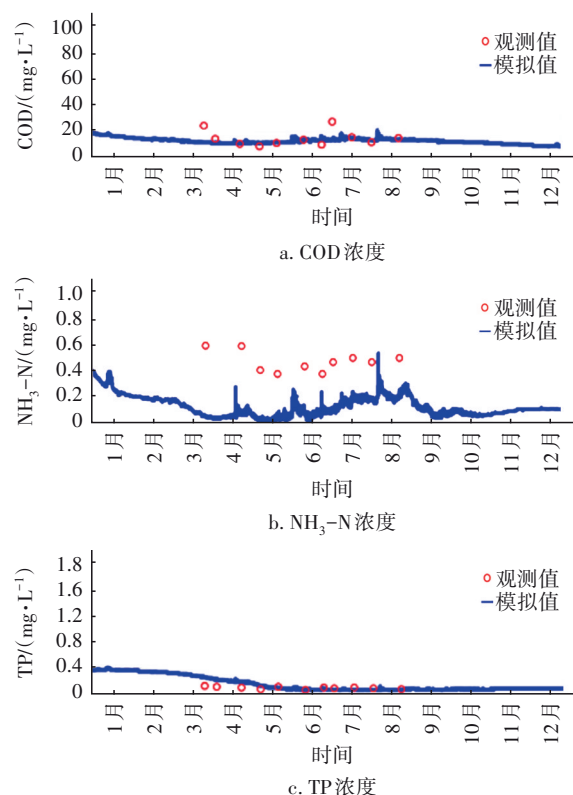 100
80
60
40
20
0
COD/(mg·L⁻¹)
观测值
模拟值
1月 2月 3月 4月 5月 6月 7月 8月 9月 10月 11月 12月
时间
a. COD浓度
1.0
0.8
0.6
0.4
0.2
0
NH₃-N/(mg·L⁻¹)
观测值
模拟值
1月 2月 3月 4月 5月 6月 7月 8月 9月 10月 11月 12月
时间
b. NH₃-N浓度
1.8
1.6
1.2
0.8
0.4
0
TP/(mg·L⁻¹)
观测值
模拟值
1月 2月 3月 4月 5月 6月 7月 8月 9月 10月 11月 12月
时间
c. TP浓度